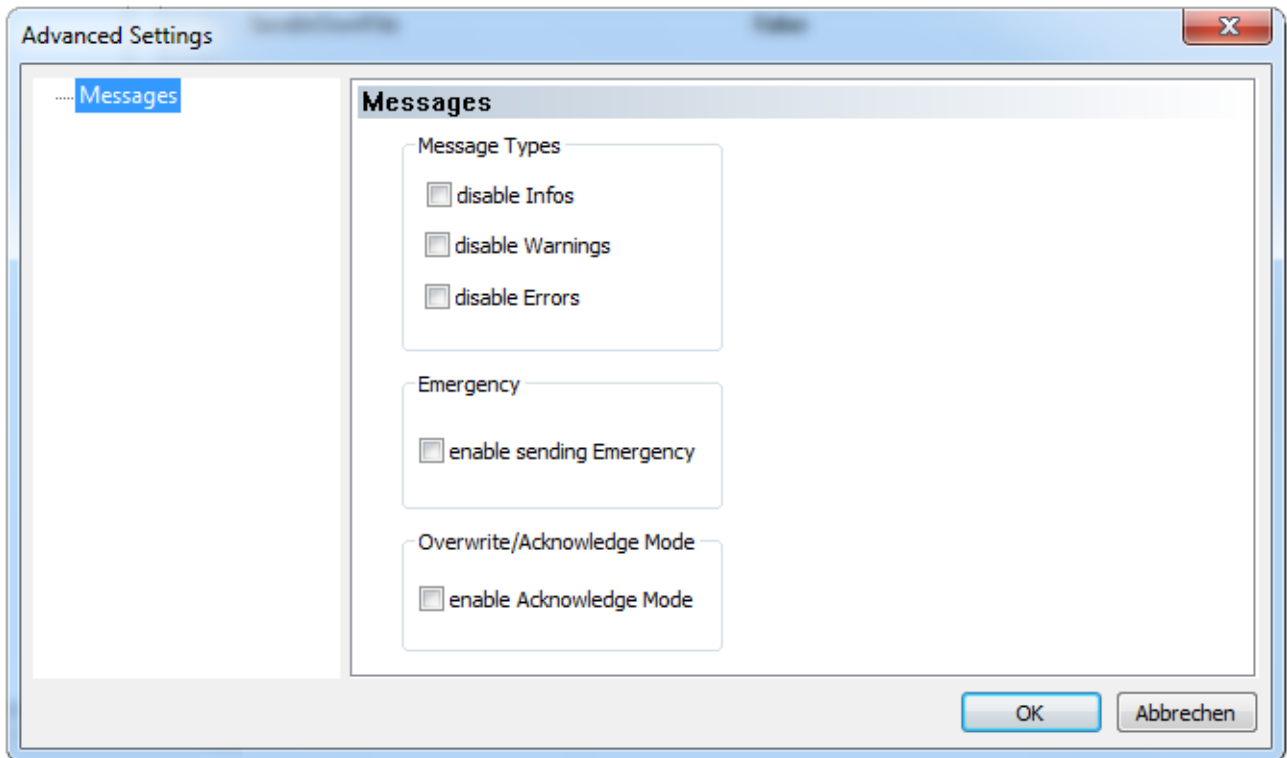 Advanced Settings
Messages
Messages
Message Types
disable Infos
disable Warnings
disable Errors
Emergency
enable sending Emergency
Overwrite/Acknowledge Mode
enable Acknowledge Mode
OK
Abbrechen